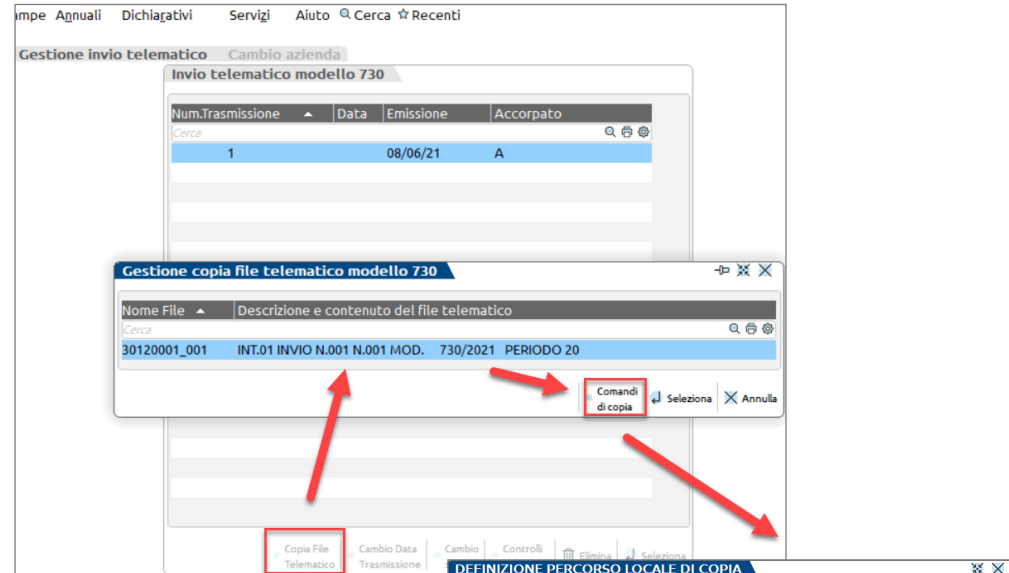 mpe Annuali Dichiarativi Servizi Aiuto Cerca Recenti
Gestione invio telematico Cambio azienda
Invio telematico modello 730
Num.Trasmissione Data Emissione Accorpato
Cerca
1 08/06/21 A
Gestione copia file telematico modello 730
Nome File Descrizione e contenuto del file telematico
Cerca
30120001_001 INT.01 INVIO N.001 N.001 MOD. 730/2021 PERIODO 20
Comandi di copia Seleziona Annulla
Copia File Telematico Cambio Data Trasmissione Cambio Controlli Elimina Seleziona
DEFINIZIONE PERCORSO LOCALE DI COPIA